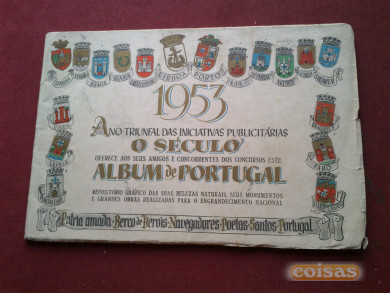 LISBOA PORTO
1953
ANO TRIUNFAL DAS INICIATIVAS PUBLICITÁRIAS
O SÉCULO
OFERECE AOS SEUS AMIGOS E CONCORRENTES DOS CONCURSOS ESTE
ALBUM de PORTUGAL
REPOSITORIO GRÁFICO DAS SUAS BELEZAS NATURAIS, SEUS MONUMENTOS
E GRANDES OBRAS REALIZADAS PARA O ENGRANDECIMENTO NACIONAL
Pátria amada·Berço de Heróis·Navegadores·Poetas·Santos·Portugal
coisas